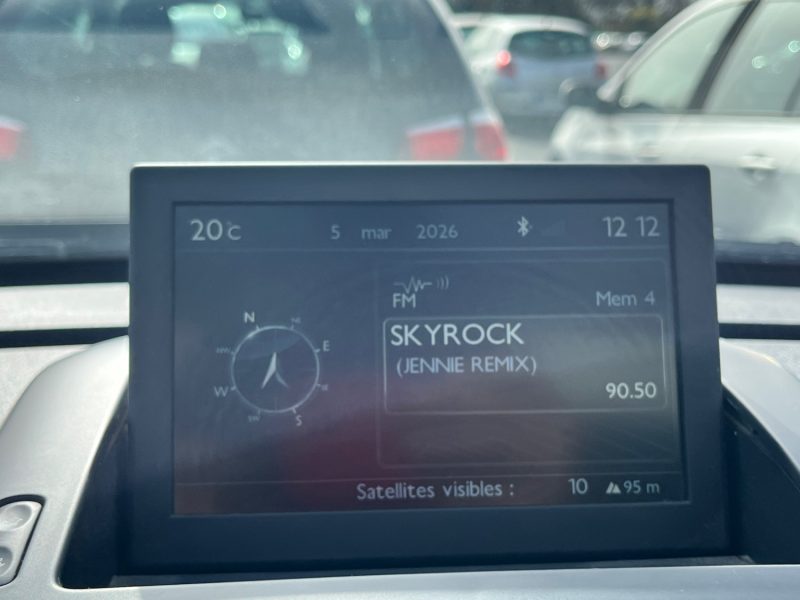 20°C 5 mar 2026 12 12
FM Mem 4
SKYROCK
(JENNIE REMIX)
90.50
N
E
W
S
Satellites visibles : 10 95 m